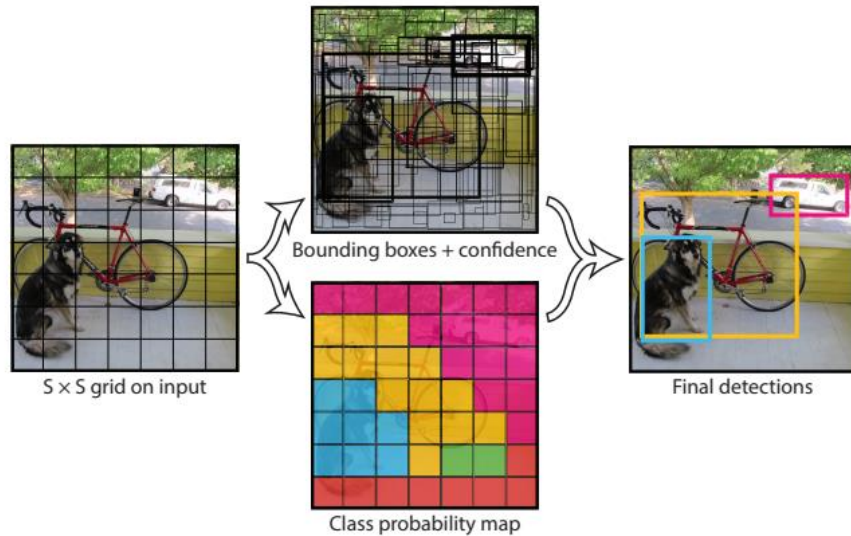 S × S grid on input
Bounding boxes + confidence
Class probability map
Final detections